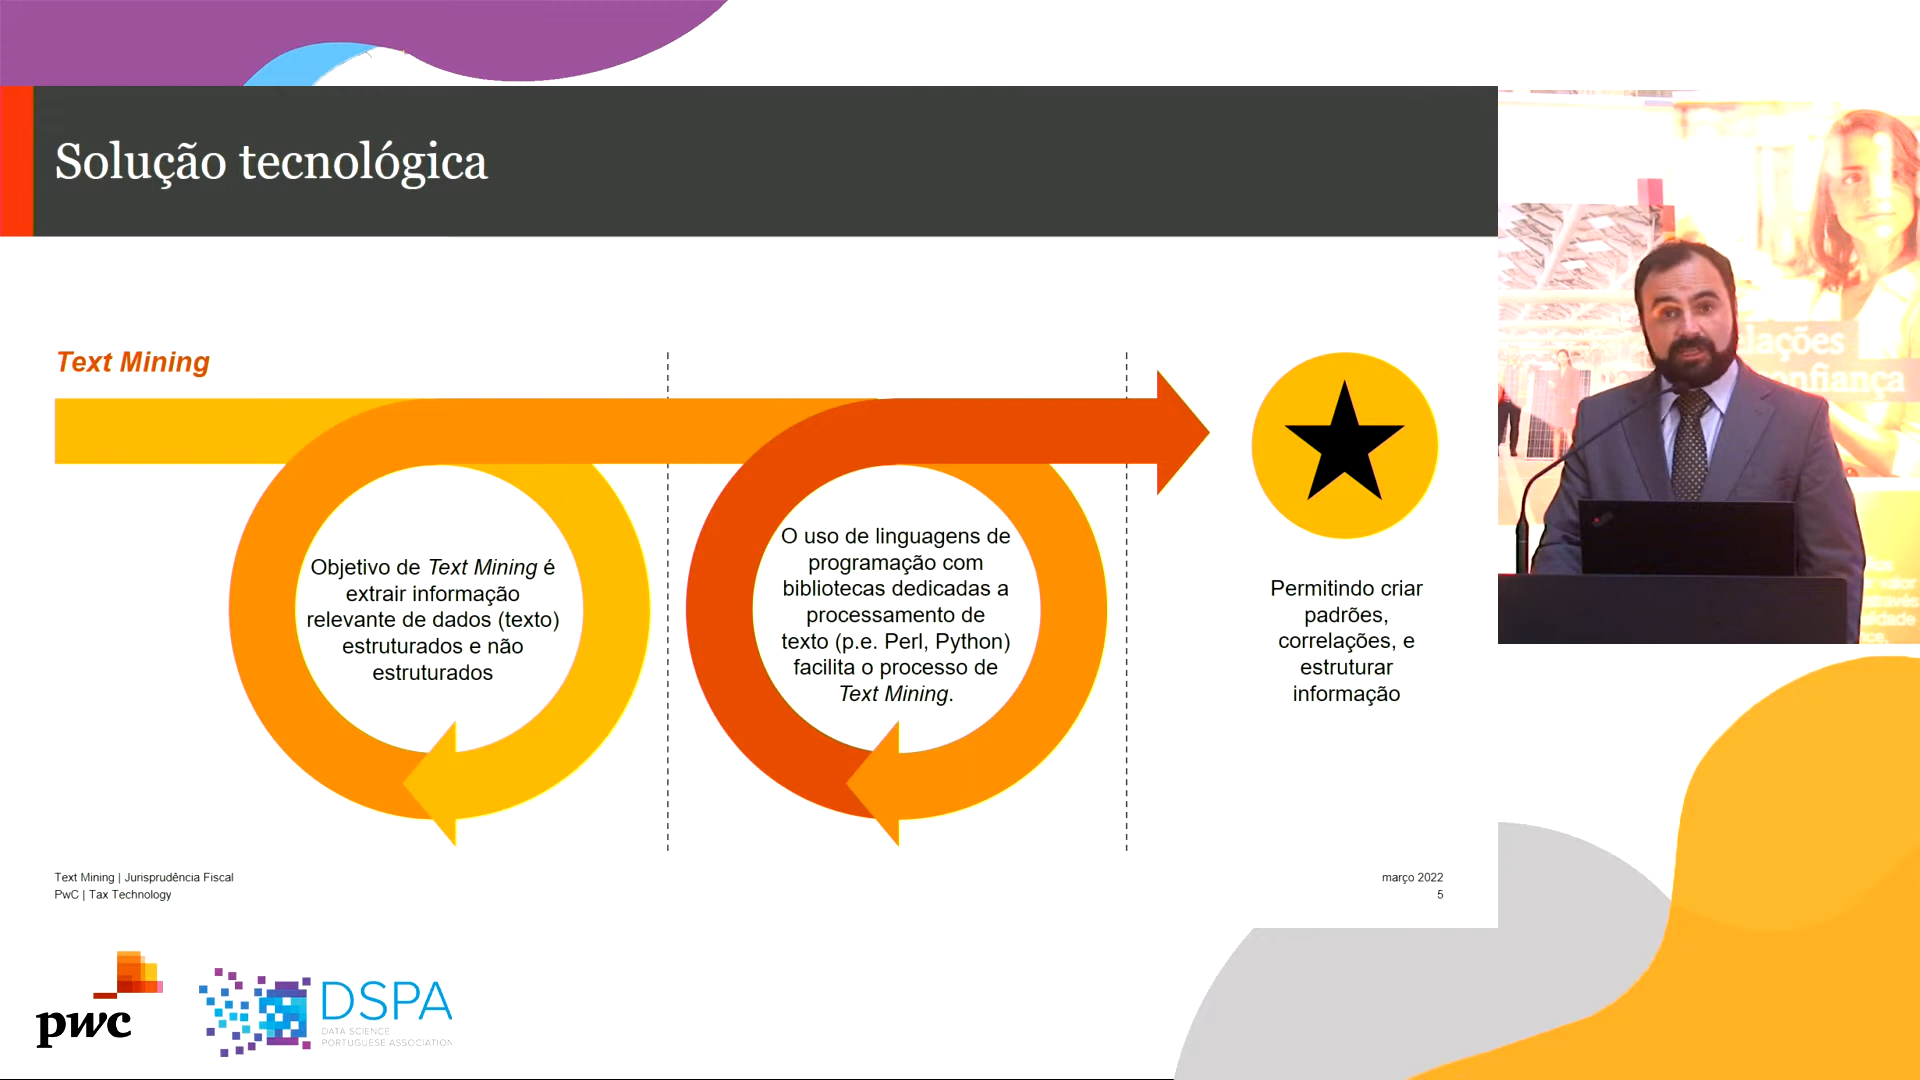 Solução tecnológica
Text Mining
Objetivo de Text Mining é
extrair informação
relevante de dados (texto)
estruturados e não
estruturados
O uso de linguagens de
programação com
bibliotecas dedicadas a
processamento de
texto (p.e. Perl, Python)
facilita o processo de
Text Mining.
Permitindo criar
padrões,
correlações, e
estruturar
informação
Text Mining | Jurisprudência Fiscal
PwC | Tax Technology
março 2022
5
lações
onfiança
valor
pwc
DSPA
DATA SCIENCE
PORTUGUESE ASSOCIATION